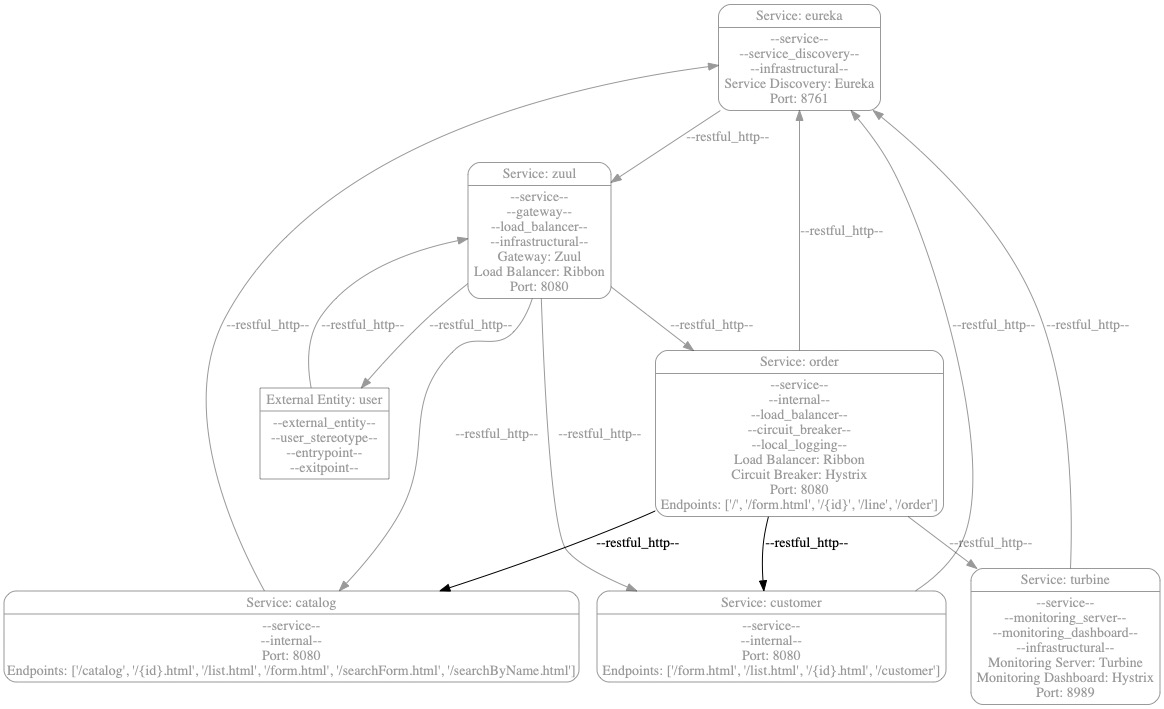 Service: eureka
--service--
--service_discovery--
--infrastructural--
Service Discovery: Eureka
Port: 8761
--restful_http--
Service: zuul
--service--
--gateway--
--load_balancer--
--infrastructural--
Gateway: Zuul
Load Balancer: Ribbon
Port: 8080
--restful_http--
--restful_http--
--restful_http--
--restful_http--
--restful_http--
--restful_http--
--restful_http--
Service: order
--service--
--internal--
--load_balancer--
--circuit_breaker--
--local_logging--
Load Balancer: Ribbon
Circuit Breaker: Hystrix
Port: 8080
Endpoints: ['/', '/form.html', '/{id}', '/line', '/order']
External Entity: user
--external_entity--
--user_stereotype--
--entrypoint--
--exitpoint--
--restful_http--
--restful_http--
--restful_http--
--restful_http--
--restful_http--
Service: catalog
--service--
--internal--
Port: 8080
Endpoints: ['/catalog', '/{id}.html', '/list.html', '/form.html', '/searchForm.html', '/searchByName.html']
Service: customer
--service--
--internal--
Port: 8080
Endpoints: ['/form.html', '/list.html', '/{id}.html', '/customer']
Service: turbine
--service--
--monitoring_server--
--monitoring_dashboard--
--infrastructural--
Monitoring Server: Turbine
Monitoring Dashboard: Hystrix
Port: 8989